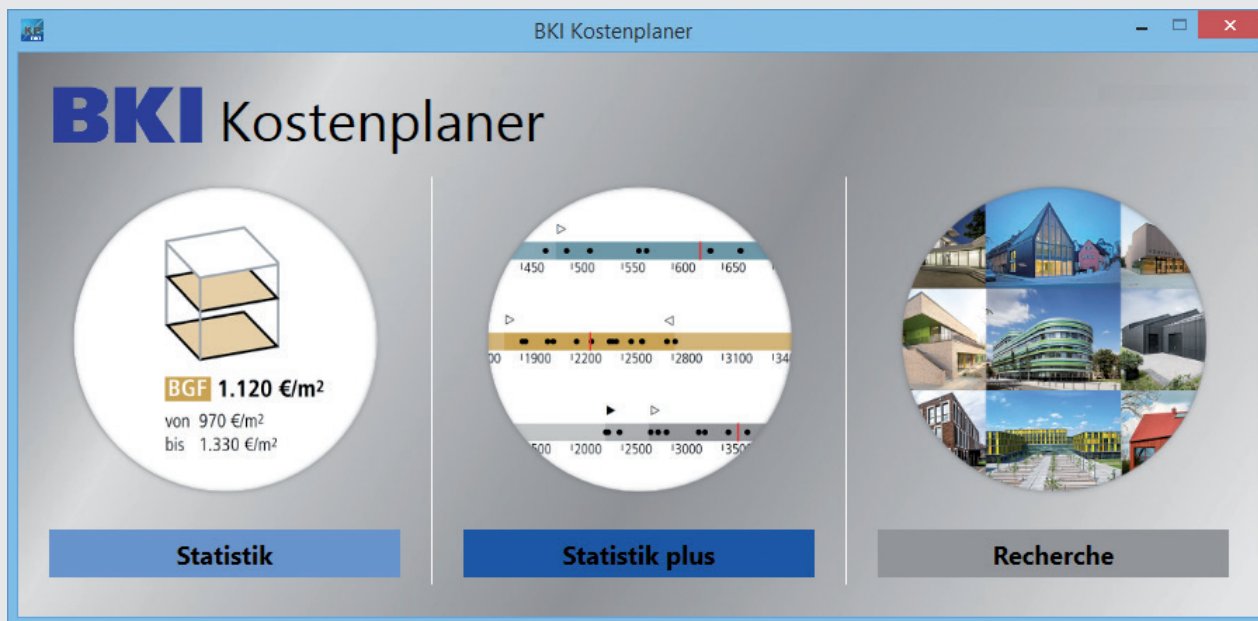 BKI Kostenplaner
BKI Kostenplaner
BGF 1.120 €/m²
von 970 €/m²
bis 1.330 €/m²
450 500 550 600 650
1900 2200 2500 2800 3100
2000 2500 3000
Statistik
Statistik plus
Recherche